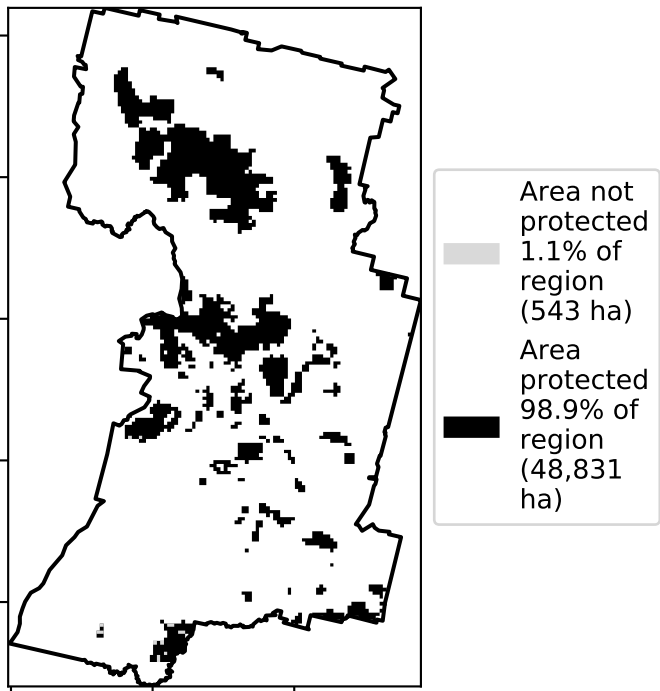 Area not
protected
1.1% of
region
(543 ha)
Area
protected
98.9% of
region
(48,831
ha)